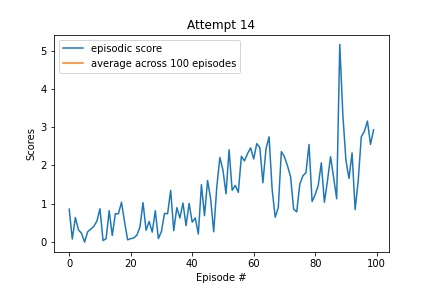 Attempt 14
episodic score
average across 100 episodes
5
4
3
2
1
0
Scores
0 20 40 60 80 100
Episode #